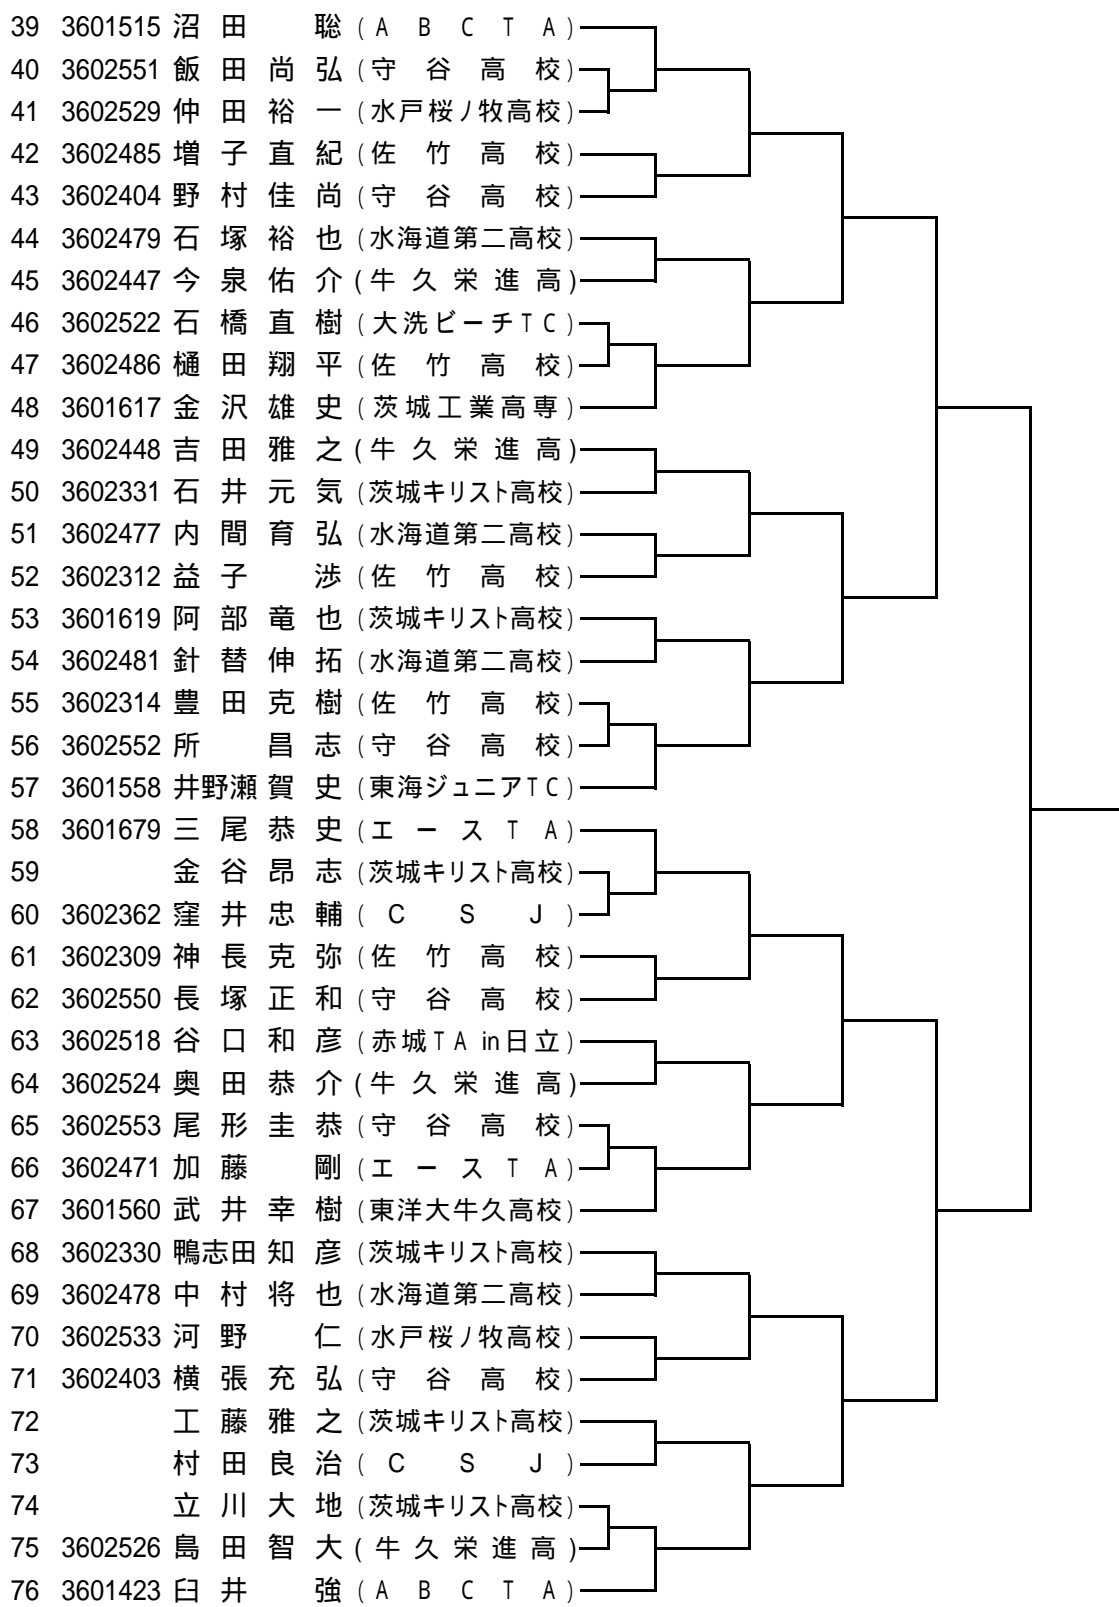 39 3601515 沼田 聡 (ABCTA)
40 3602551 飯田尚弘 (守谷高校)
41 3602529 仲田裕一 (水戸桜ノ牧高校)
42 3602485 増子直紀 (佐竹高校)
43 3602404 野村佳尚 (守谷高校)
44 3602479 石塚裕也 (水海道第二高校)
45 3602447 今泉佑介 (牛久栄進高)
46 3602522 石橋直樹 (大洗ビーチTC)
47 3602486 樋田翔平 (佐竹高校)
48 3601617 金沢雄史 (茨城工業高専)
49 3602448 吉田雅之 (牛久栄進高)
50 3602331 石井元気 (茨城キリスト高校)
51 3602477 内間育弘 (水海道第二高校)
52 3602312 益子 渉 (佐竹高校)
53 3601619 阿部竜也 (茨城キリスト高校)
54 3602481 針替伸拓 (水海道第二高校)
55 3602314 豊田克樹 (佐竹高校)
56 3602552 所 昌志 (守谷高校)
57 3601558 井野瀬賀史 (東海ジュニアTC)
58 3601679 三尾恭史 (エースTA)
59 金谷昂志 (茨城キリスト高校)
60 3602362 窪井忠輔 (CSJ)
61 3602309 神長克弥 (佐竹高校)
62 3602550 長塚正和 (守谷高校)
63 3602518 谷口和彦 (赤城TA in日立)
64 3602524 奥田恭介 (牛久栄進高)
65 3602553 尾形圭恭 (守谷高校)
66 3602471 加藤 剛 (エースTA)
67 3601560 武井幸樹 (東洋大牛久高校)
68 3602330 鴨志田知彦 (茨城キリスト高校)
69 3602478 中村将也 (水海道第二高校)
70 3602533 河野 仁 (水戸桜ノ牧高校)
71 3602403 横張充弘 (守谷高校)
72 工藤雅之 (茨城キリスト高校)
73 村田良治 (CSJ)
74 立川大地 (茨城キリスト高校)
75 3602526 島田智大 (牛久栄進高)
76 3601423 臼井 強 (ABCTA)